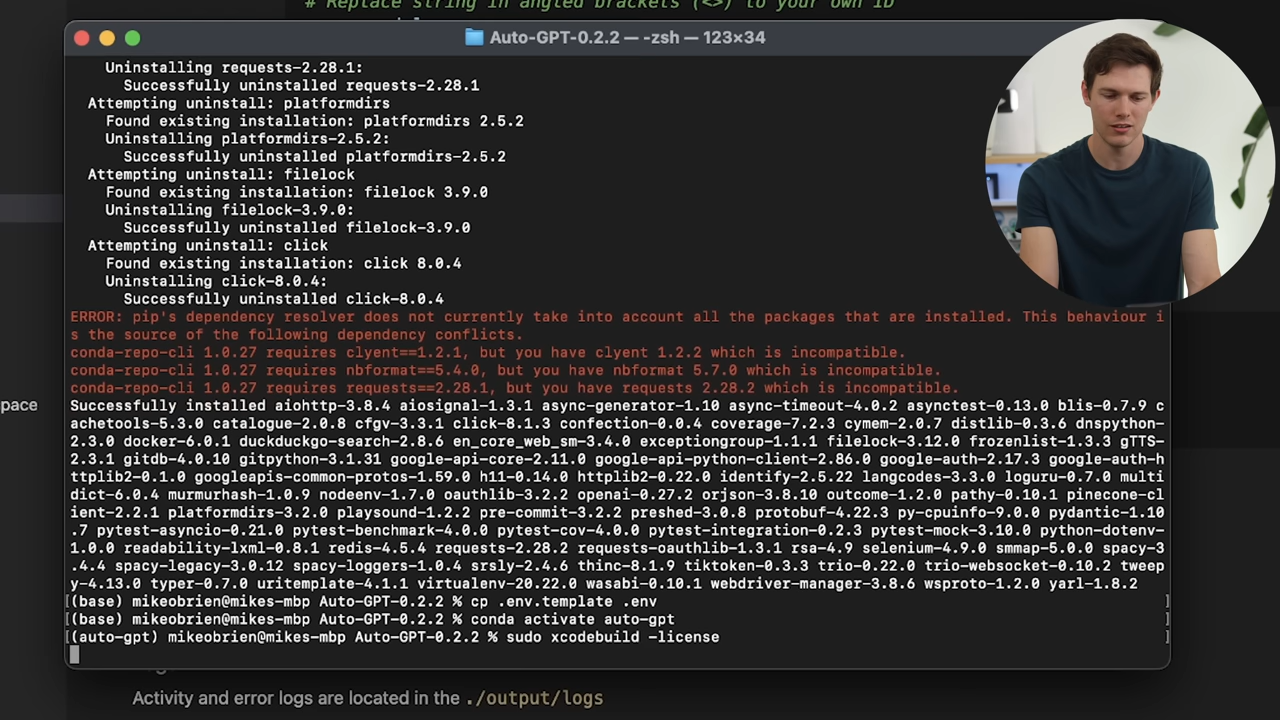 # Replace string in angled brackets (<>) to your own ID
Auto-GPT-0.2.2 — -zsh — 123×34
Uninstalling requests-2.28.1:
Successfully uninstalled requests-2.28.1
Attempting uninstall: platformdirs
Found existing installation: platformdirs 2.5.2
Uninstalling platformdirs-2.5.2:
Successfully uninstalled platformdirs-2.5.2
Attempting uninstall: filelock
Found existing installation: filelock 3.9.0
Uninstalling filelock-3.9.0:
Successfully uninstalled filelock-3.9.0
Attempting uninstall: click
Found existing installation: click 8.0.4
Uninstalling click-8.0.4:
Successfully uninstalled click-8.0.4
ERROR: pip's dependency resolver does not currently take into account all the packages that are installed. This behaviour i
s the source of the following dependency conflicts.
conda-repo-cli 1.0.27 requires clyent==1.2.1, but you have clyent 1.2.2 which is incompatible.
conda-repo-cli 1.0.27 requires nbformat==5.4.0, but you have nbformat 5.7.0 which is incompatible.
conda-repo-cli 1.0.27 requires requests==2.28.1, but you have requests 2.28.2 which is incompatible.
Successfully installed aiohttp-3.8.4 aiosignal-1.3.1 async-generator-1.10 async-timeout-4.0.2 asynctest-0.13.0 blis-0.7.9 c
pace
achetools-5.3.0 catalogue-2.0.8 cfgv-3.3.1 click-8.1.3 confection-0.0.4 coverage-7.2.3 cymem-2.0.7 distlib-0.3.6 dnspython-
2.3.0 docker-6.0.1 duckduckgo-search-2.8.6 en_core_web_sm-3.4.0 exceptiongroup-1.1.1 filelock-3.12.0 frozenlist-1.3.3 gTTS-
2.3.1 gitdb-4.0.10 gitpython-3.1.31 google-api-core-2.11.0 google-api-python-client-2.86.0 google-auth-2.17.3 google-auth-h
ttplib2-0.1.0 googleapis-common-protos-1.59.0 h11-0.14.0 httplib2-0.22.0 identify-2.5.22 langcodes-3.3.0 loguru-0.7.0 multi
dict-6.0.4 murmurhash-1.0.9 nodeenv-1.7.0 oauthlib-3.2.2 openai-0.27.2 orjson-3.8.10 outcome-1.2.0 pathy-0.10.1 pinecone-cl
ient-2.2.1 platformdirs-3.2.0 playsound-1.2.2 pre-commit-3.2.2 preshed-3.0.8 protobuf-4.22.3 py-cpuinfo-9.0.0 pydantic-1.10
.7 pytest-asyncio-0.21.0 pytest-benchmark-4.0.0 pytest-cov-4.0.0 pytest-integration-0.2.3 pytest-mock-3.10.0 python-dotenv-
1.0.0 readability-lxml-0.8.1 redis-4.5.4 requests-2.28.2 requests-oauthlib-1.3.1 rsa-4.9 selenium-4.9.0 smmap-5.0.0 spacy-3
.4.4 spacy-legacy-3.0.12 spacy-loggers-1.0.4 srsly-2.4.6 thinc-8.1.9 tiktoken-0.3.3 trio-0.22.0 trio-websocket-0.10.2 tweep
y-4.13.0 typer-0.7.0 uritemplate-4.1.1 virtualenv-20.22.0 wasabi-0.10.1 webdriver-manager-3.8.6 wsproto-1.2.0 yarl-1.8.2
[(base) mikeobrien@mikes-mbp Auto-GPT-0.2.2 % cp .env.template .env ]
[(base) mikeobrien@mikes-mbp Auto-GPT-0.2.2 % conda activate auto-gpt ]
[(auto-gpt) mikeobrien@mikes-mbp Auto-GPT-0.2.2 % sudo xcodebuild -license ]
Activity and error logs are located in the ./output/logs